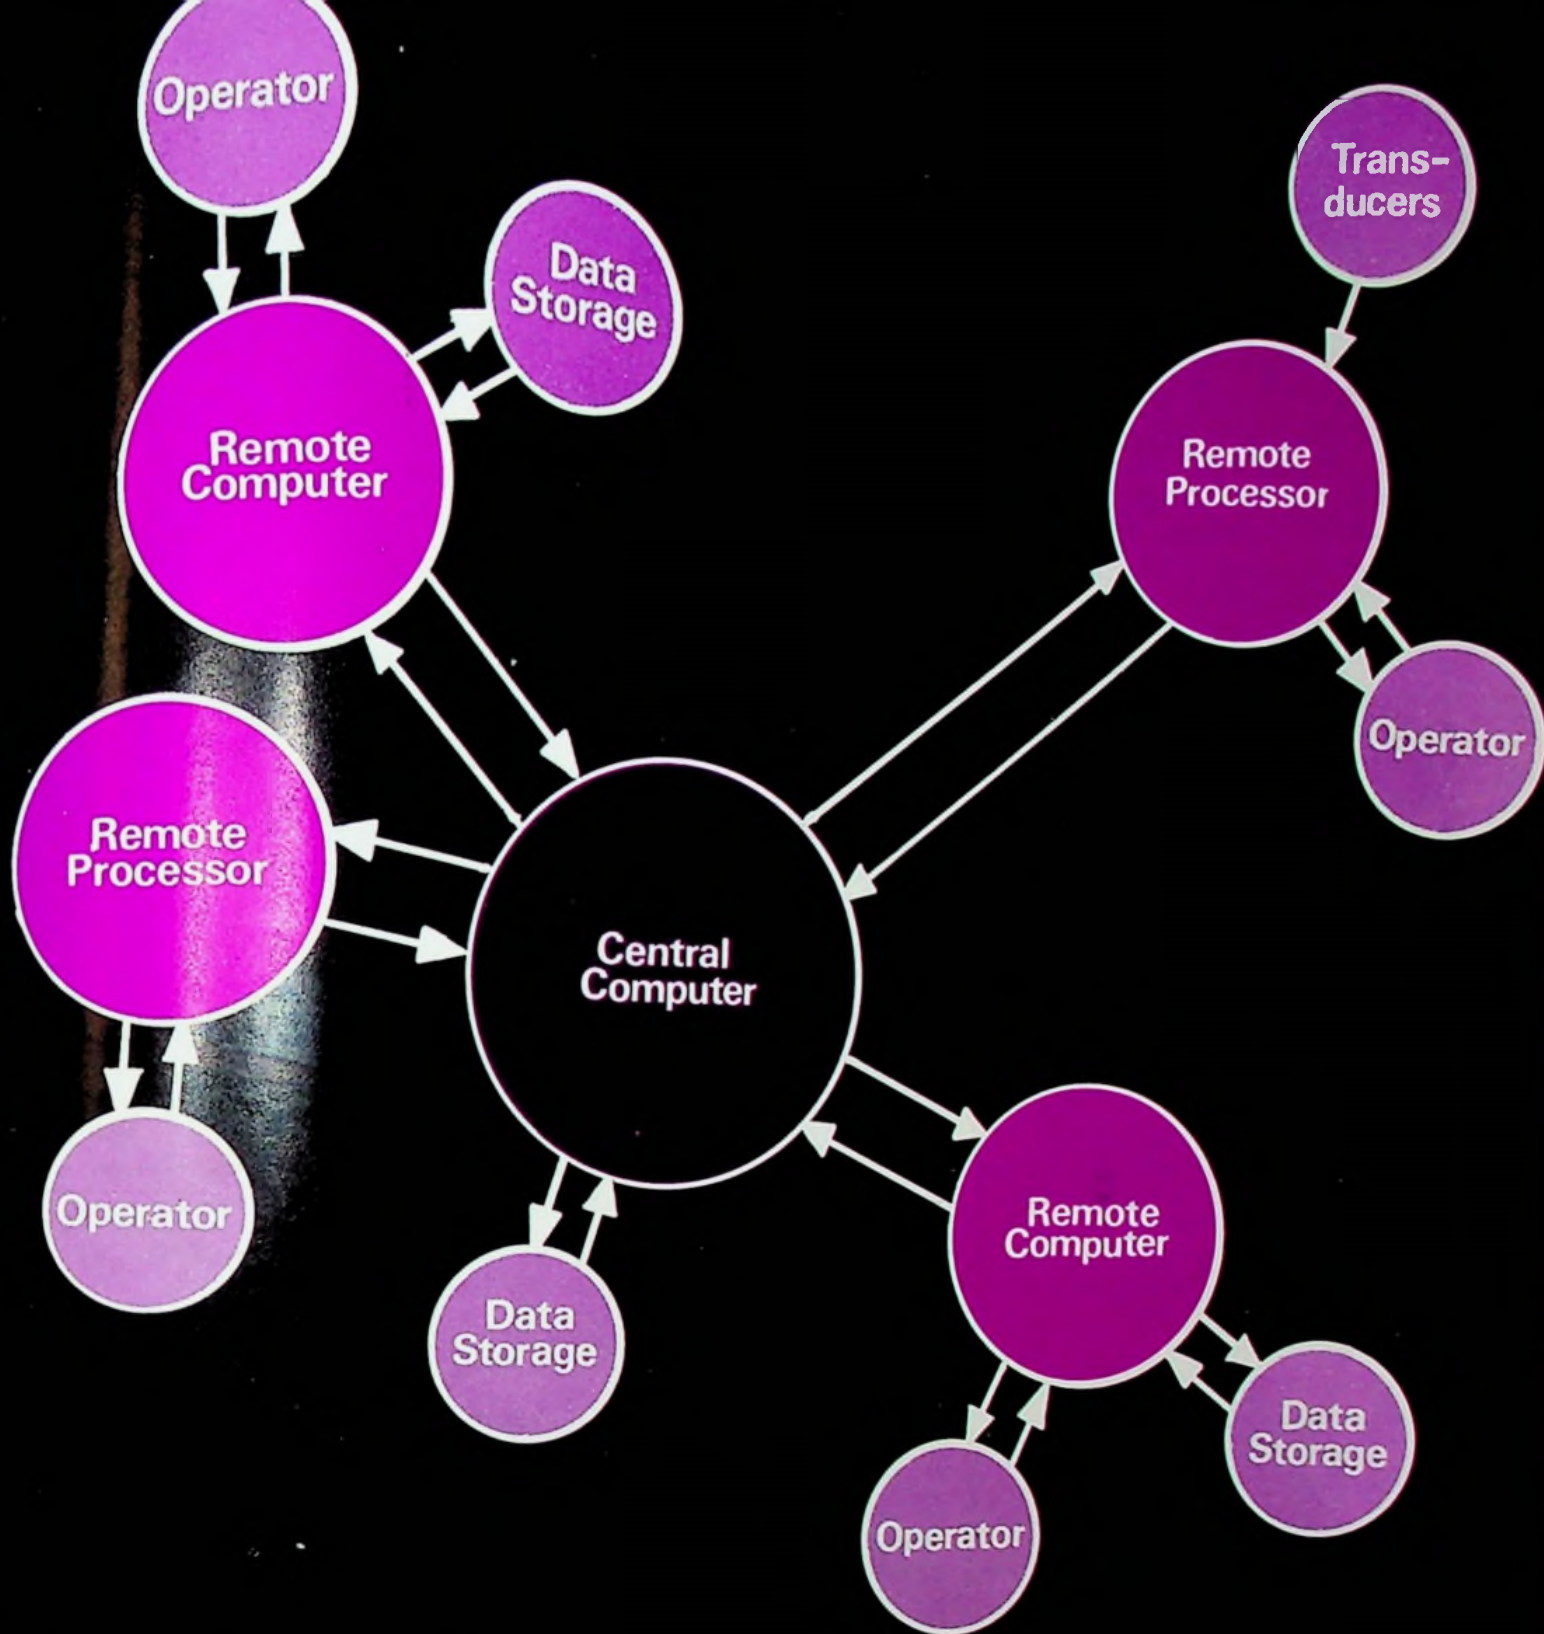 Operator
Trans-
ducers
Data
Storage
Remote
Computer
Remote
Processor
Operator
Remote
Processor
Central
Computer
Operator
Remote
Computer
Data
Storage
Data
Storage
Operator